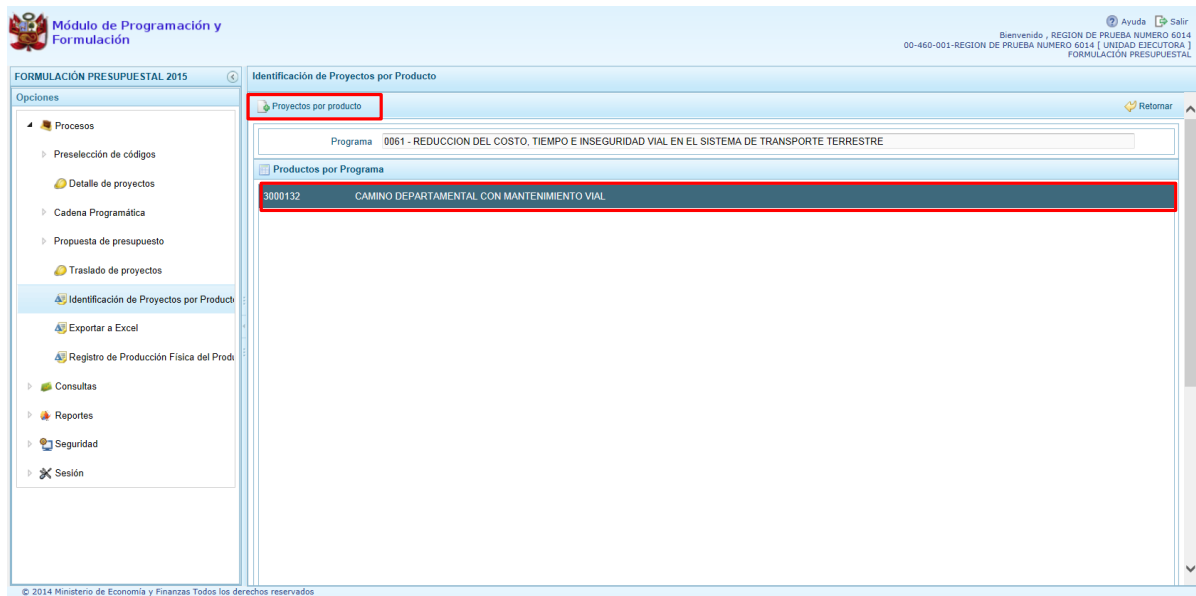 Módulo de Programación y
Formulación
Ayuda Salir
Bienvenido , REGION DE PRUEBA NUMERO 6014
00-460-001-REGION DE PRUEBA NUMERO 6014 [ UNIDAD EJECUTORA ]
FORMULACIÓN PRESUPUESTAL
FORMULACIÓN PRESUPUESTAL 2015
Opciones
Procesos
Preselección de códigos
Detalle de proyectos
Cadena Programática
Propuesta de presupuesto
Traslado de proyectos
Identificación de Proyectos por Producto
Exportar a Excel
Registro de Producción Física del Produ
Consultas
Reportes
Seguridad
Sesión
Identificación de Proyectos por Producto
Proyectos por producto
Retornar
Programa 0061 - REDUCCION DEL COSTO, TIEMPO E INSEGURIDAD VIAL EN EL SISTEMA DE TRANSPORTE TERRESTRE
Productos por Programa
3000132 CAMINO DEPARTAMENTAL CON MANTENIMIENTO VIAL
© 2014 Ministerio de Economía y Finanzas Todos los derechos reservados